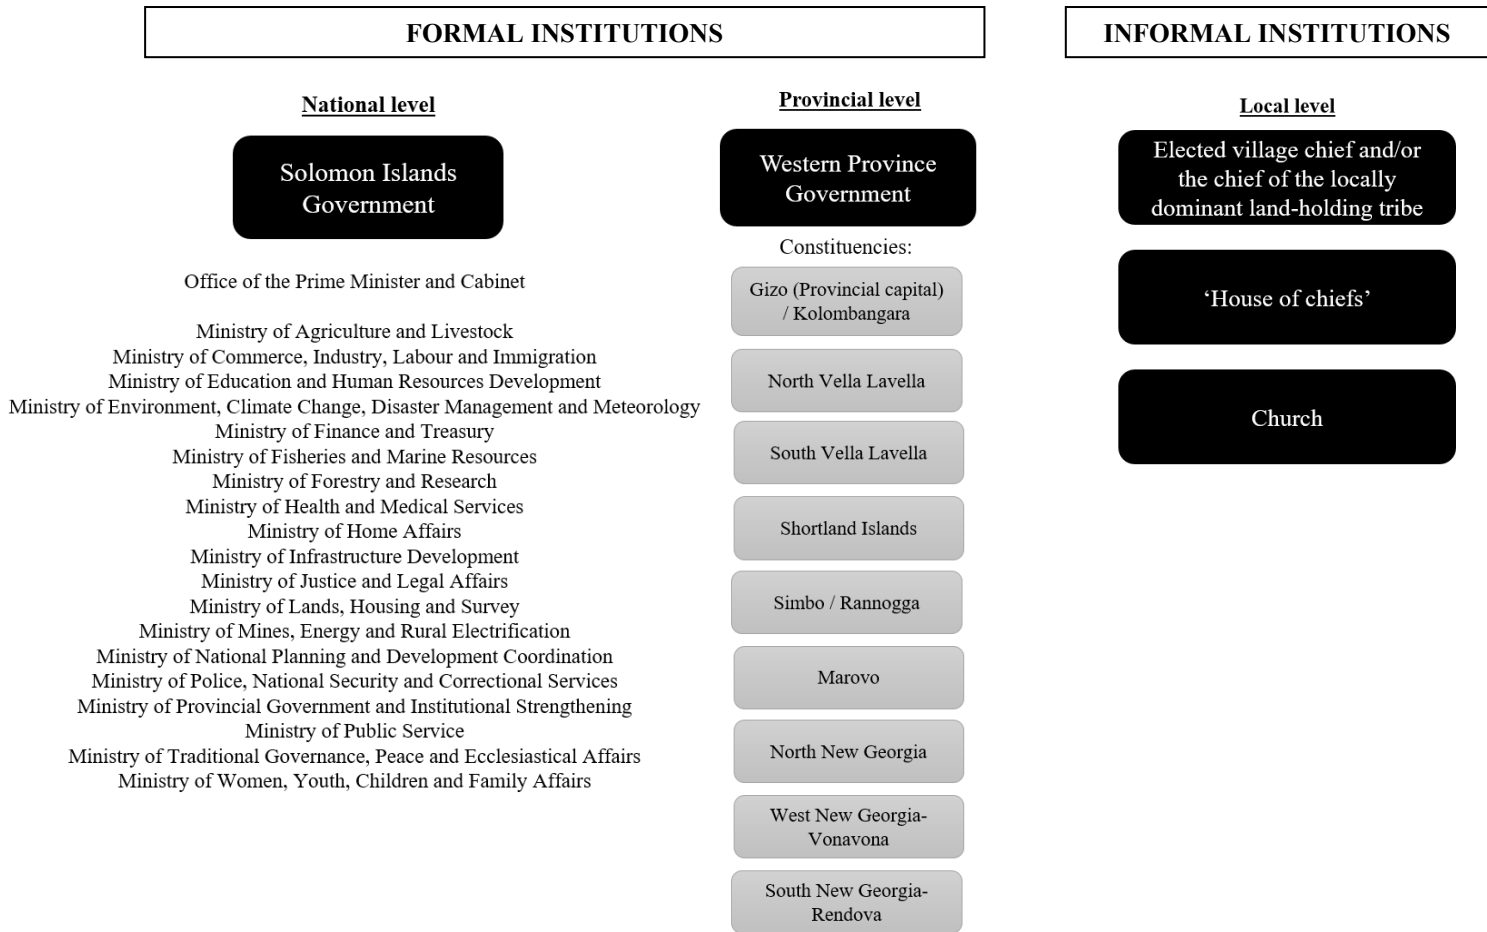 FORMAL INSTITUTIONS
National level
Solomon Islands
Government
Office of the Prime Minister and Cabinet
Ministry of Agriculture and Livestock
Ministry of Commerce, Industry, Labour and Immigration
Ministry of Education and Human Resources Development
Ministry of Environment, Climate Change, Disaster Management and Meteorology
Ministry of Finance and Treasury
Ministry of Fisheries and Marine Resources
Ministry of Forestry and Research
Ministry of Health and Medical Services
Ministry of Home Affairs
Ministry of Infrastructure Development
Ministry of Justice and Legal Affairs
Ministry of Lands, Housing and Survey
Ministry of Mines, Energy and Rural Electrification
Ministry of National Planning and Development Coordination
Ministry of Police, National Security and Correctional Services
Ministry of Provincial Government and Institutional Strengthening
Ministry of Public Service
Ministry of Traditional Governance, Peace and Ecclesiastical Affairs
Ministry of Women, Youth, Children and Family Affairs
Provincial level
Western Province
Government
Constituencies:
Gizo (Provincial capital)
/ Kolombangara
North Vella Lavella
South Vella Lavella
Shortland Islands
Simbo / Rannogga
Marovo
North New Georgia
West New Georgia-
Vonavona
South New Georgia-
Rendova
INFORMAL INSTITUTIONS
Local level
Elected village chief and/or
the chief of the locally
dominant land-holding tribe
‘House of chiefs’
Church